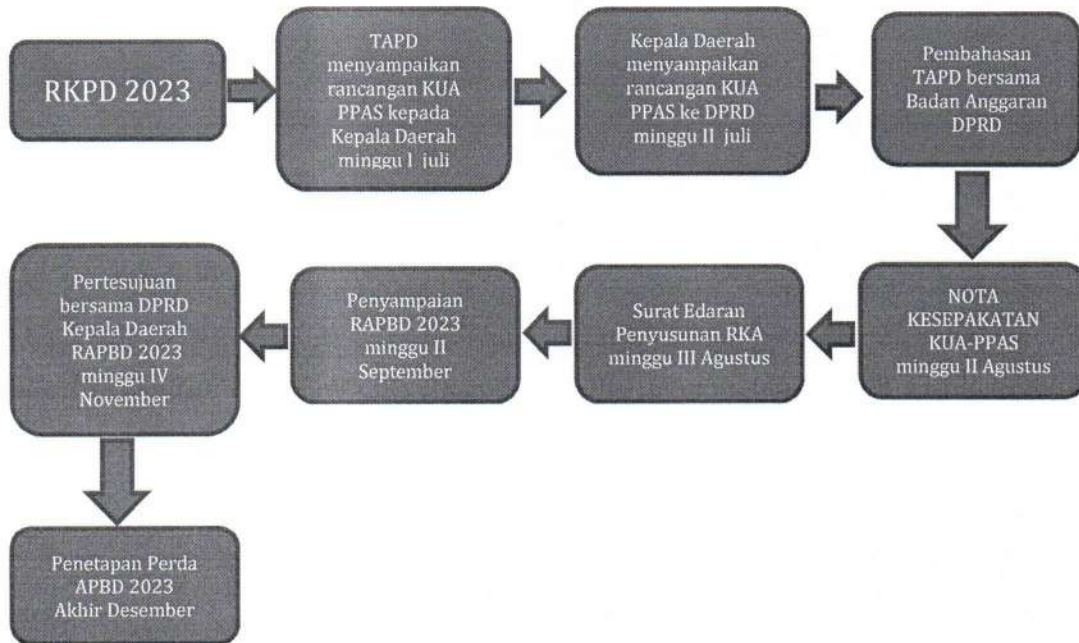 RKPD 2023
TAPD
menyampaikan
rancangan KUA
PPAS kepada
Kepala Daerah
minggu I juli
Kepala Daerah
menyampaikan
rancangan KUA
PPAS ke DPRD
minggu II juli
Pembahasan
TAPD bersama
Badan Anggaran
DPRD
NOTA
KESEPAKATAN
KUA-PPAS
minggu II Agustus
Surat Edaran
Penyusunan RKA
minggu III Agustus
Penyampaian
RAPBD 2023
minggu II
September
Pertesujuan
bersama DPRD
Kepala Daerah
RAPBD 2023
minggu IV
November
Penetapan Perda
APBD 2023
Akhir Desember